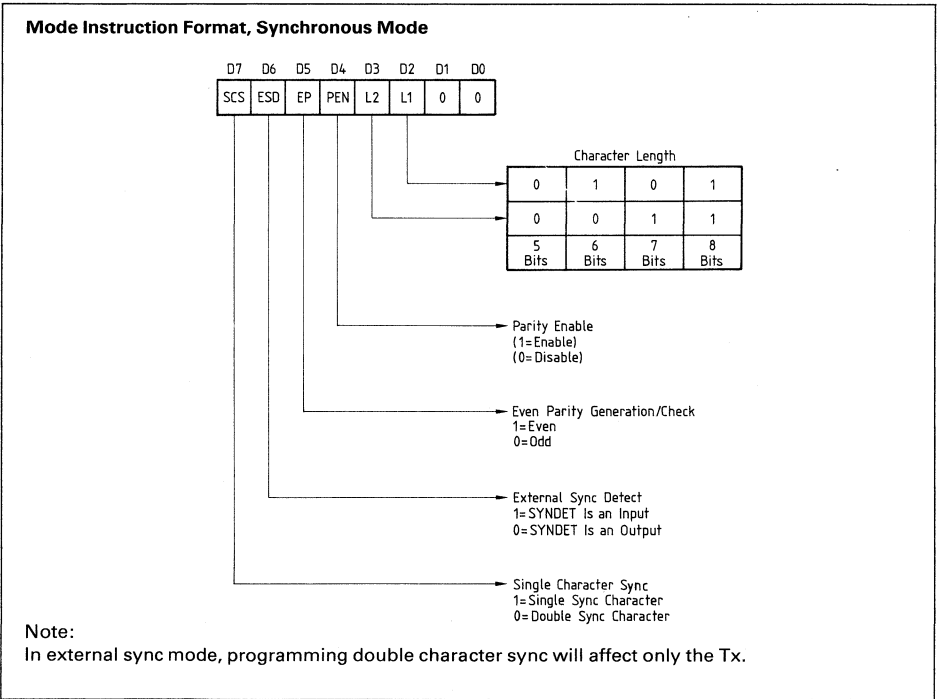 Mode Instruction Format, Synchronous Mode
D7 D6 D5 D4 D3 D2 D1 D0
SCS ESD EP PEN L2 L1 0 0
Character Length
0 1 0 1
0 0 1 1
5 Bits 6 Bits 7 Bits 8 Bits
Parity Enable
(1=Enable)
(0=Disable)
Even Parity Generation/Check
1=Even
0=Odd
External Sync Detect
1=SYNDET Is an Input
0=SYNDET Is an Output
Single Character Sync
1=Single Sync Character
0=Double Sync Character
Note:
In external sync mode, programming double character sync will affect only the Tx.